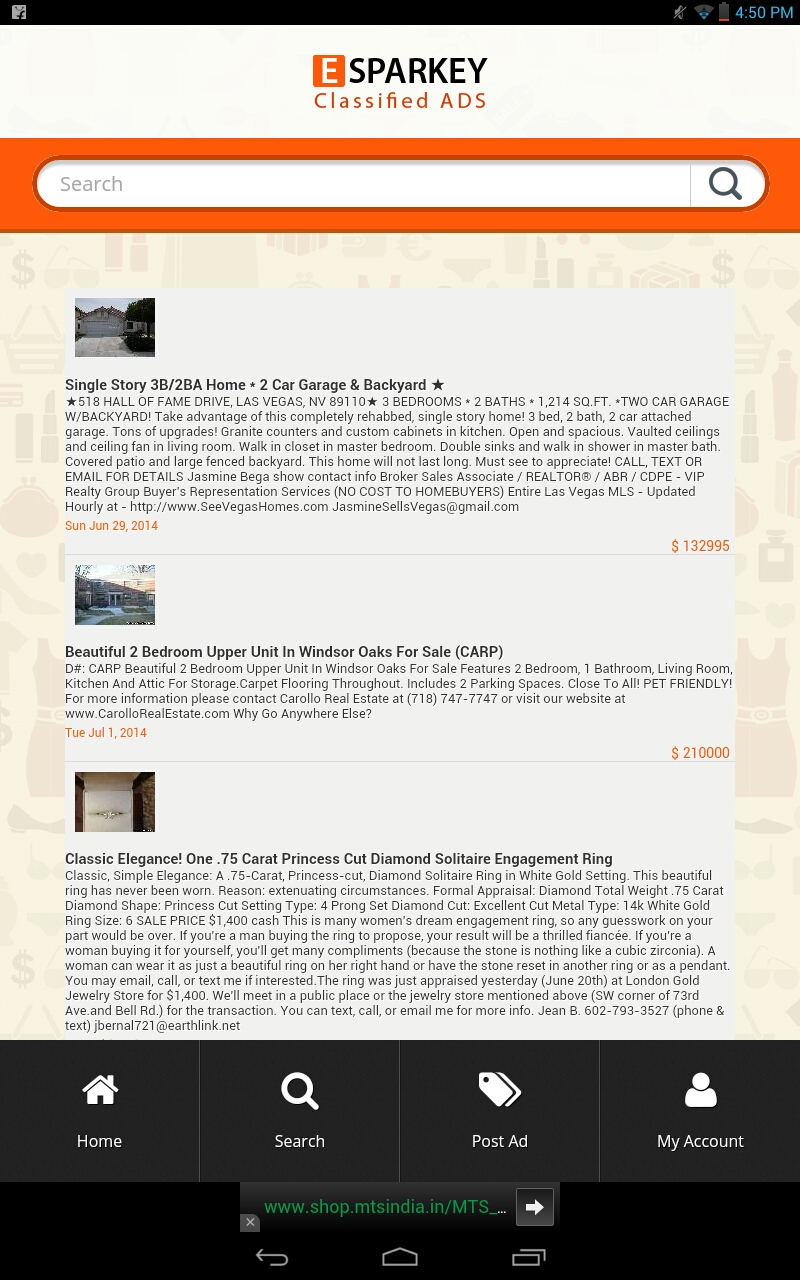 4:50 PM
E SPARKEY
Classified ADS
Search
Single Story 3B/2BA Home * 2 Car Garage & Backyard ★
★518 HALL OF FAME DRIVE, LAS VEGAS, NV 89110★ 3 BEDROOMS * 2 BATHS * 1,214 SQ.FT. *TWO CAR GARAGE
W/BACKYARD! Take advantage of this completely rehabbed, single story home! 3 bed, 2 bath, 2 car attached
garage. Tons of upgrades! Granite counters and custom cabinets in kitchen. Open and spacious. Vaulted ceilings
and ceiling fan in living room. Walk in closet in master bedroom. Double sinks and walk in shower in master bath.
Covered patio and large fenced backyard. This home will not last long. Must see to appreciate! CALL, TEXT OR
EMAIL FOR DETAILS Jasmine Bega show contact info Broker Sales Associate / REALTOR® / ABR / CDPE - VIP
Realty Group Buyer's Representation Services (NO COST TO HOMEBUYERS) Entire Las Vegas MLS - Updated
Hourly at - http://www.SeeVegasHomes.com JasmineSellsVegas@gmail.com
Sun Jun 29, 2014
$ 132995
Beautiful 2 Bedroom Upper Unit In Windsor Oaks For Sale (CARP)
D#: CARP Beautiful 2 Bedroom Upper Unit In Windsor Oaks For Sale Features 2 Bedroom, 1 Bathroom, Living Room,
Kitchen And Attic For Storage.Carpet Flooring Throughout. Includes 2 Parking Spaces. Close To All! PET FRIENDLY!
For more information please contact Carollo Real Estate at (718) 747-7747 or visit our website at
www.CarolloRealEstate.com Why Go Anywhere Else?
Tue Jul 1, 2014
$ 210000
Classic Elegance! One .75 Carat Princess Cut Diamond Solitaire Engagement Ring
Classic, Simple Elegance: A .75-Carat, Princess-cut, Diamond Solitaire Ring in White Gold Setting. This beautiful
ring has never been worn. Reason: extenuating circumstances. Formal Appraisal: Diamond Total Weight .75 Carat
Diamond Shape: Princess Cut Setting Type: 4 Prong Set Diamond Cut: Excellent Cut Metal Type: 14k White Gold
Ring Size: 6 SALE PRICE $1,400 cash This is many women's dream engagement ring, so any guesswork on your
part would be over. If you're a man buying the ring to propose, your result will be a thrilled fiancée. If you're a
woman buying it for yourself, you'll get many compliments (because the stone is nothing like a cubic zirconia). A
woman can wear it as just a beautiful ring on her right hand or have the stone reset in another ring or as a pendant.
You may email, call, or text me if interested.The ring was just appraised yesterday (June 20th) at London Gold
Jewelry Store for $1,400. We'll meet in a public place or the jewelry store mentioned above (SW corner of 73rd
Ave.and Bell Rd.) for the transaction. You can text, call, or email me for more info. Jean B. 602-793-3527 (phone &
text) jbernal721@earthlink.net
Home
Search
Post Ad
My Account
www.shop.mtsindia.in/MTS_...